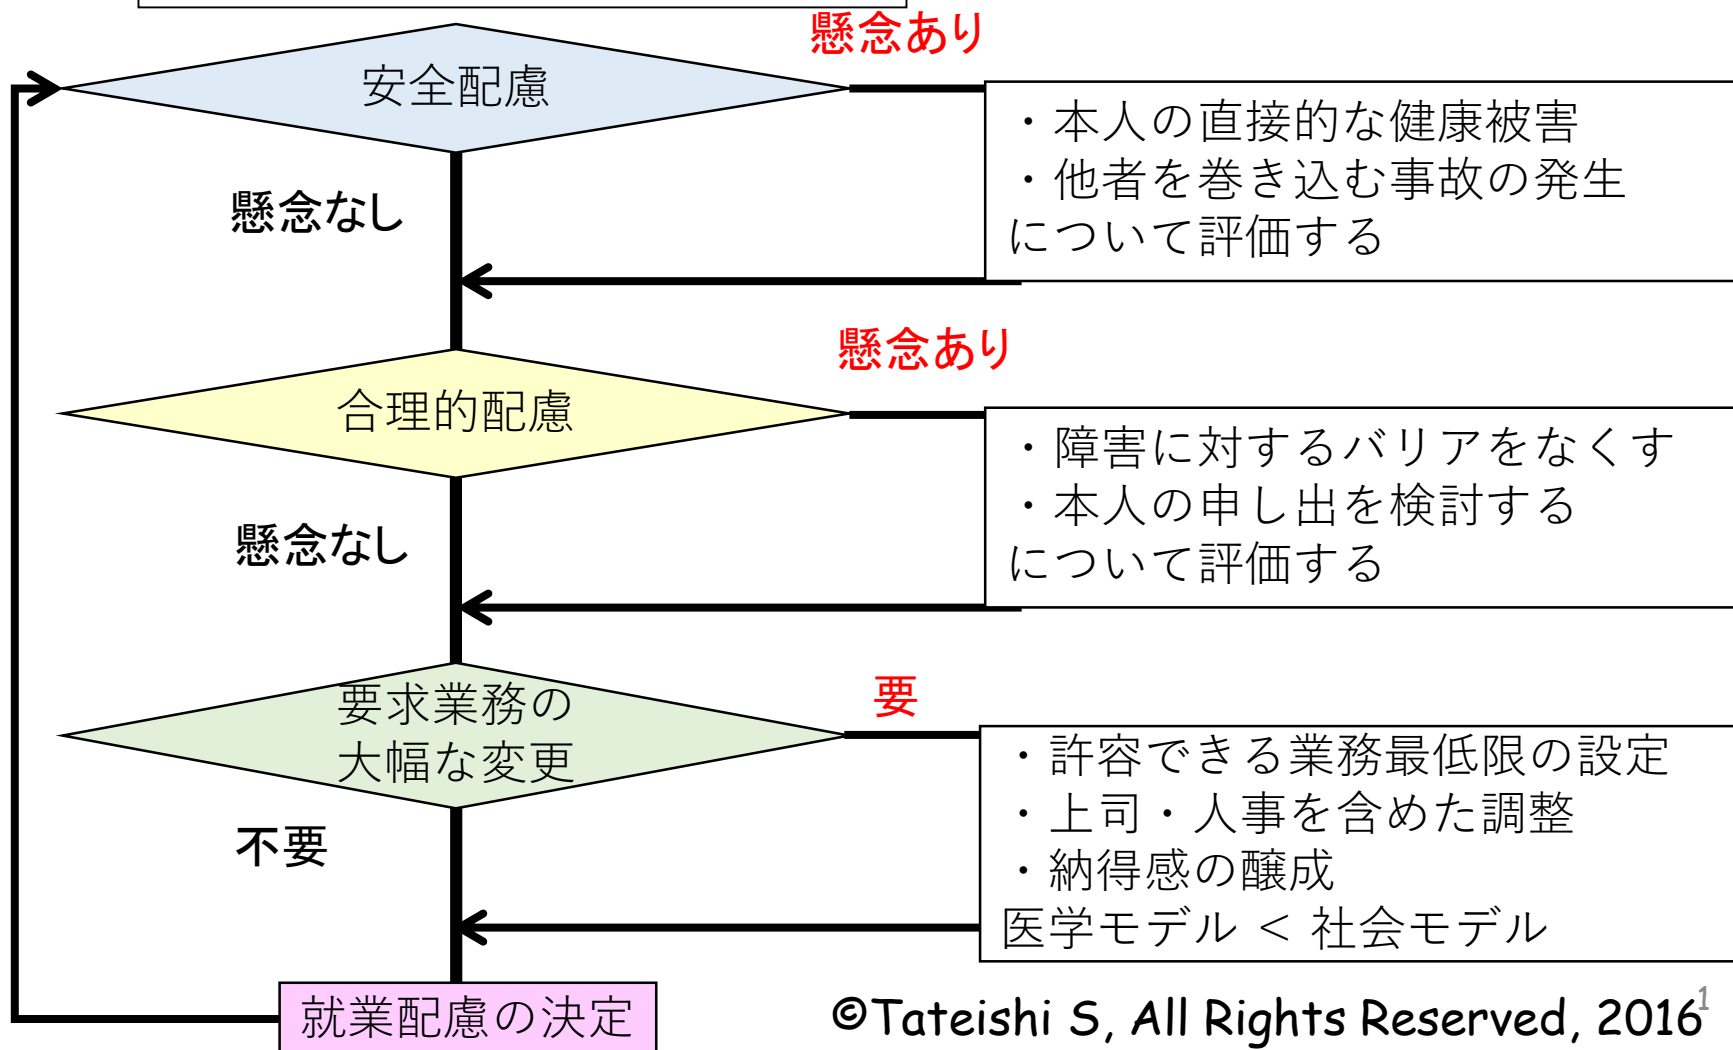 懸念あり
安全配慮
・本人の直接的な健康被害
・他者を巻き込む事故の発生
について評価する
懸念なし
懸念あり
合理的配慮
・障害に対するバリアをなくす
・本人の申し出を検討する
について評価する
懸念なし
要求業務の
大幅な変更
要
・許容できる業務最低限の設定
・上司・人事を含めた調整
・納得感の醸成
医学モデル < 社会モデル
不要
就業配慮の決定
©Tateishi S, All Rights Reserved, 2016
1